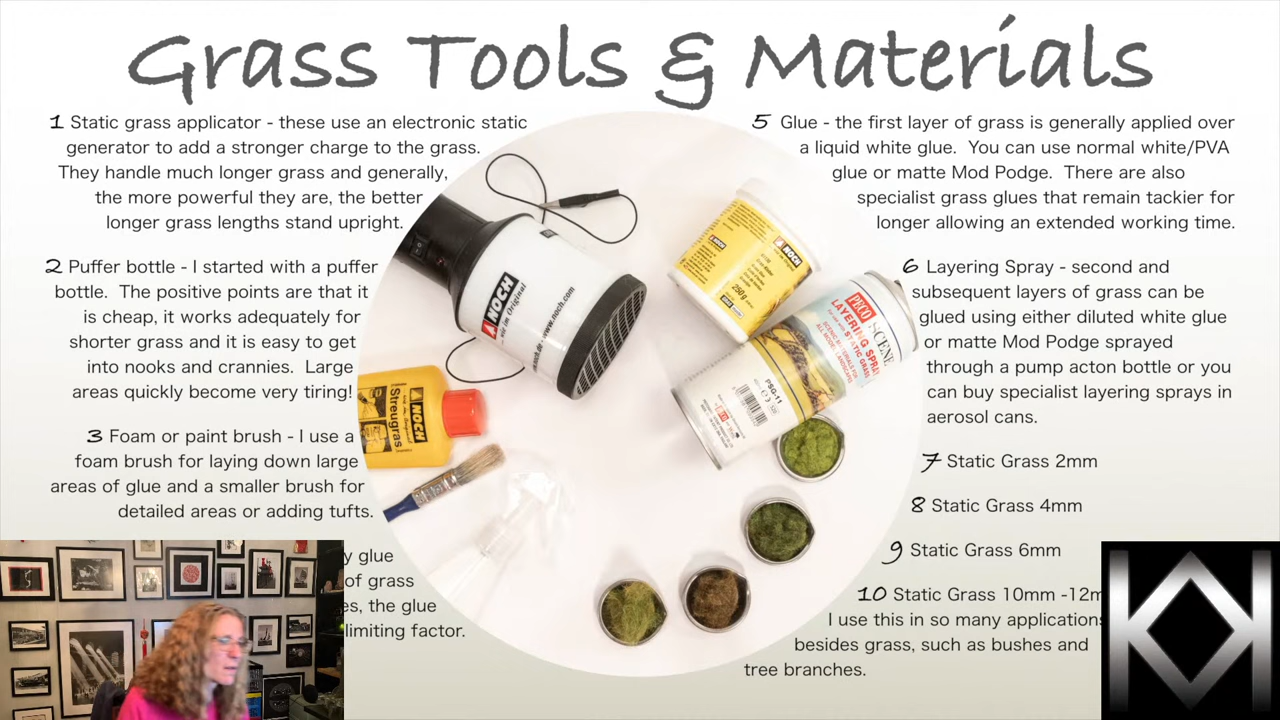 Grass Tools & Materials
1 Static grass applicator - these use an electronic static
generator to add a stronger charge to the grass.
They handle much longer grass and generally,
the more powerful they are, the better
longer grass lengths stand upright.
2 Puffer bottle - I started with a puffer
bottle. The positive points are that it
is cheap, it works adequately for
shorter grass and it is easy to get
into nooks and crannies. Large
areas quickly become very tiring!
3 Foam or paint brush - I use a
foam brush for laying down large
areas of glue and a smaller brush for
detailed areas or adding tufts.
y glue
of grass
es, the glue
limiting factor.
NOCH
www.noch.com
NOCH
Streugras
NOCH
250 g
PECO SCENE
LAYERING SPRAY
PSG-11
5 Glue - the first layer of grass is generally applied over
a liquid white glue. You can use normal white/PVA
glue or matte Mod Podge. There are also
specialist grass glues that remain tackier for
longer allowing an extended working time.
6 Layering Spray - second and
subsequent layers of grass can be
glued using either diluted white glue
or matte Mod Podge sprayed
through a pump acton bottle or you
can buy specialist layering sprays in
aerosol cans.
7 Static Grass 2mm
8 Static Grass 4mm
9 Static Grass 6mm
10 Static Grass 10mm -12m
I use this in so many applications
besides grass, such as bushes and
tree branches.